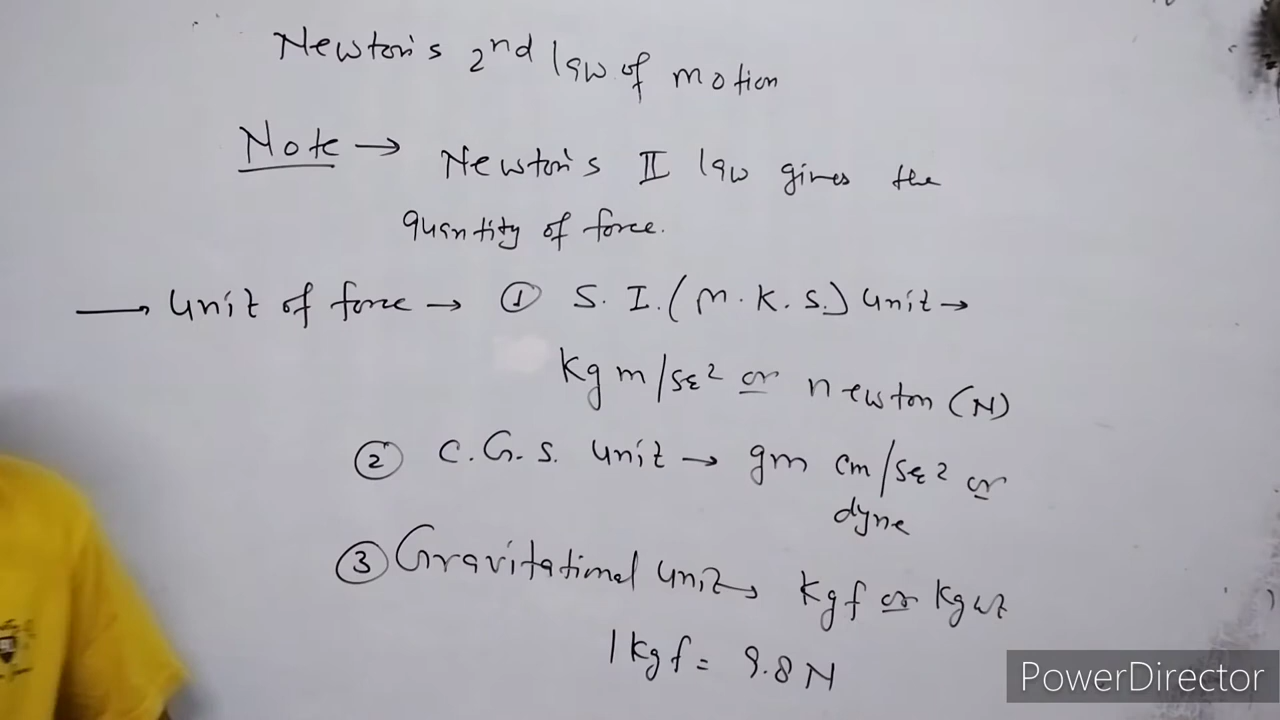 Newton's 2nd law of motion
Note → Newton's II law gives the
quantity of force.
→ Unit of force → ① S. I. (M. K. S.) Unit →
Kg m/sec² or newton (N)
② C. G. S. Unit → gm cm/sec² or
dyne
③ Gravitational Unit → Kgf or Kgwt
1 Kgf = 9.8 N
PowerDirector